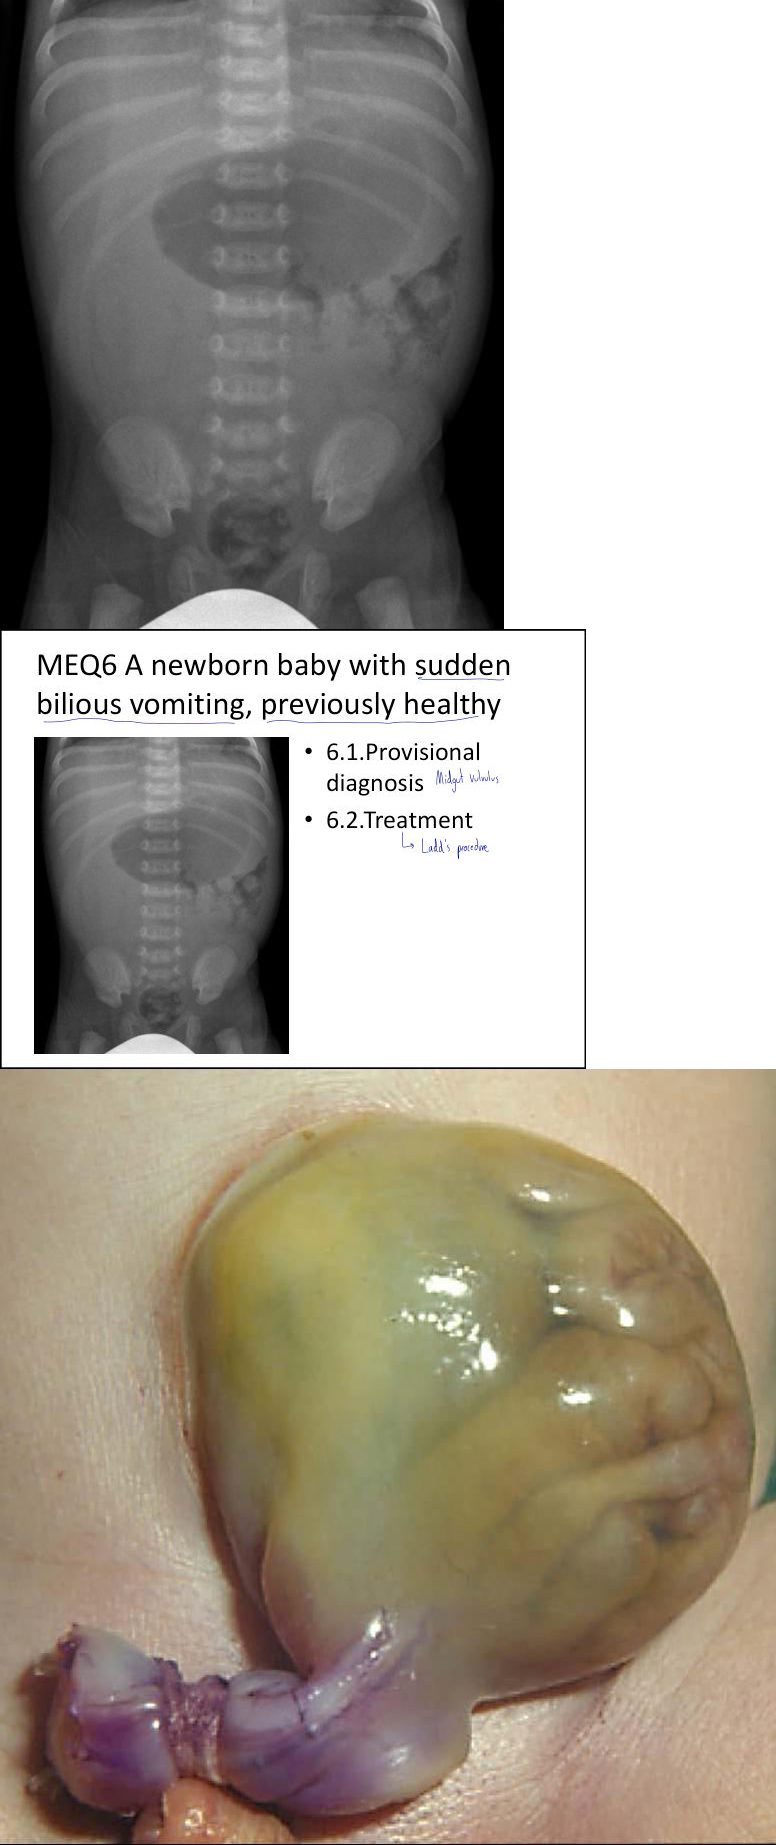 MEQ6 A newborn baby with sudden
bilious vomiting, previously healthy
• 6.1.Provisional
diagnosis Midgut volvulus
• 6.2.Treatment
↳ Ladd's procedure